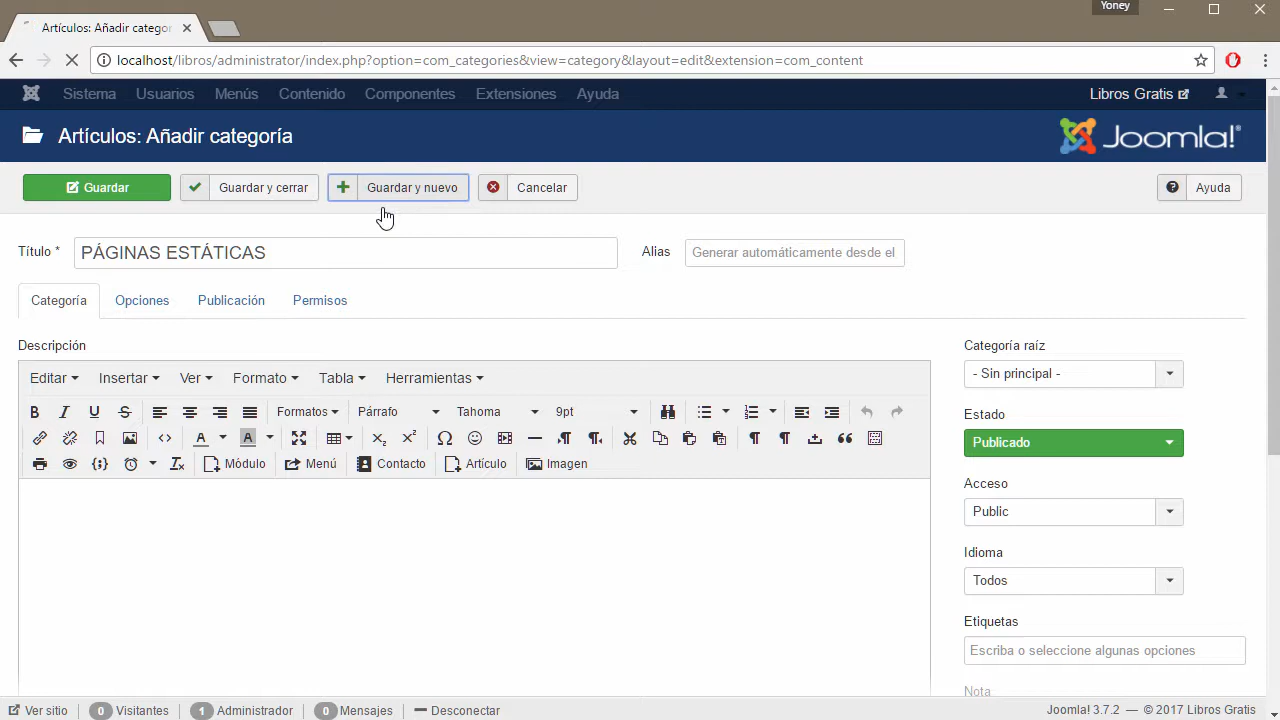 Yoney
Artículos: Añadir categor
localhost/libros/administrator/index.php?option=com_categories&view=category&layout=edit&extension=com_content
Sistema Usuarios Menús Contenido Componentes Extensiones Ayuda Libros Gratis
Artículos: Añadir categoría Joomla!
Guardar Guardar y cerrar Guardar y nuevo Cancelar Ayuda
Título * PÁGINAS ESTÁTICAS Alias Generar automáticamente desde el
Categoría Opciones Publicación Permisos
Descripción Categoría raíz
Editar Insertar Ver Formato Tabla Herramientas - Sin principal -
B I U S Formatos Párrafo Tahoma 9pt Estado
Publicado
Módulo Menú Contacto Artículo Imagen
Acceso
Public
Idioma
Todos
Etiquetas
Escriba o seleccione algunas opciones
Nota
Ver sitio 0 Visitantes 1 Administrador 0 Mensajes Desconectar Joomla! 3.7.2 — © 2017 Libros Gratis